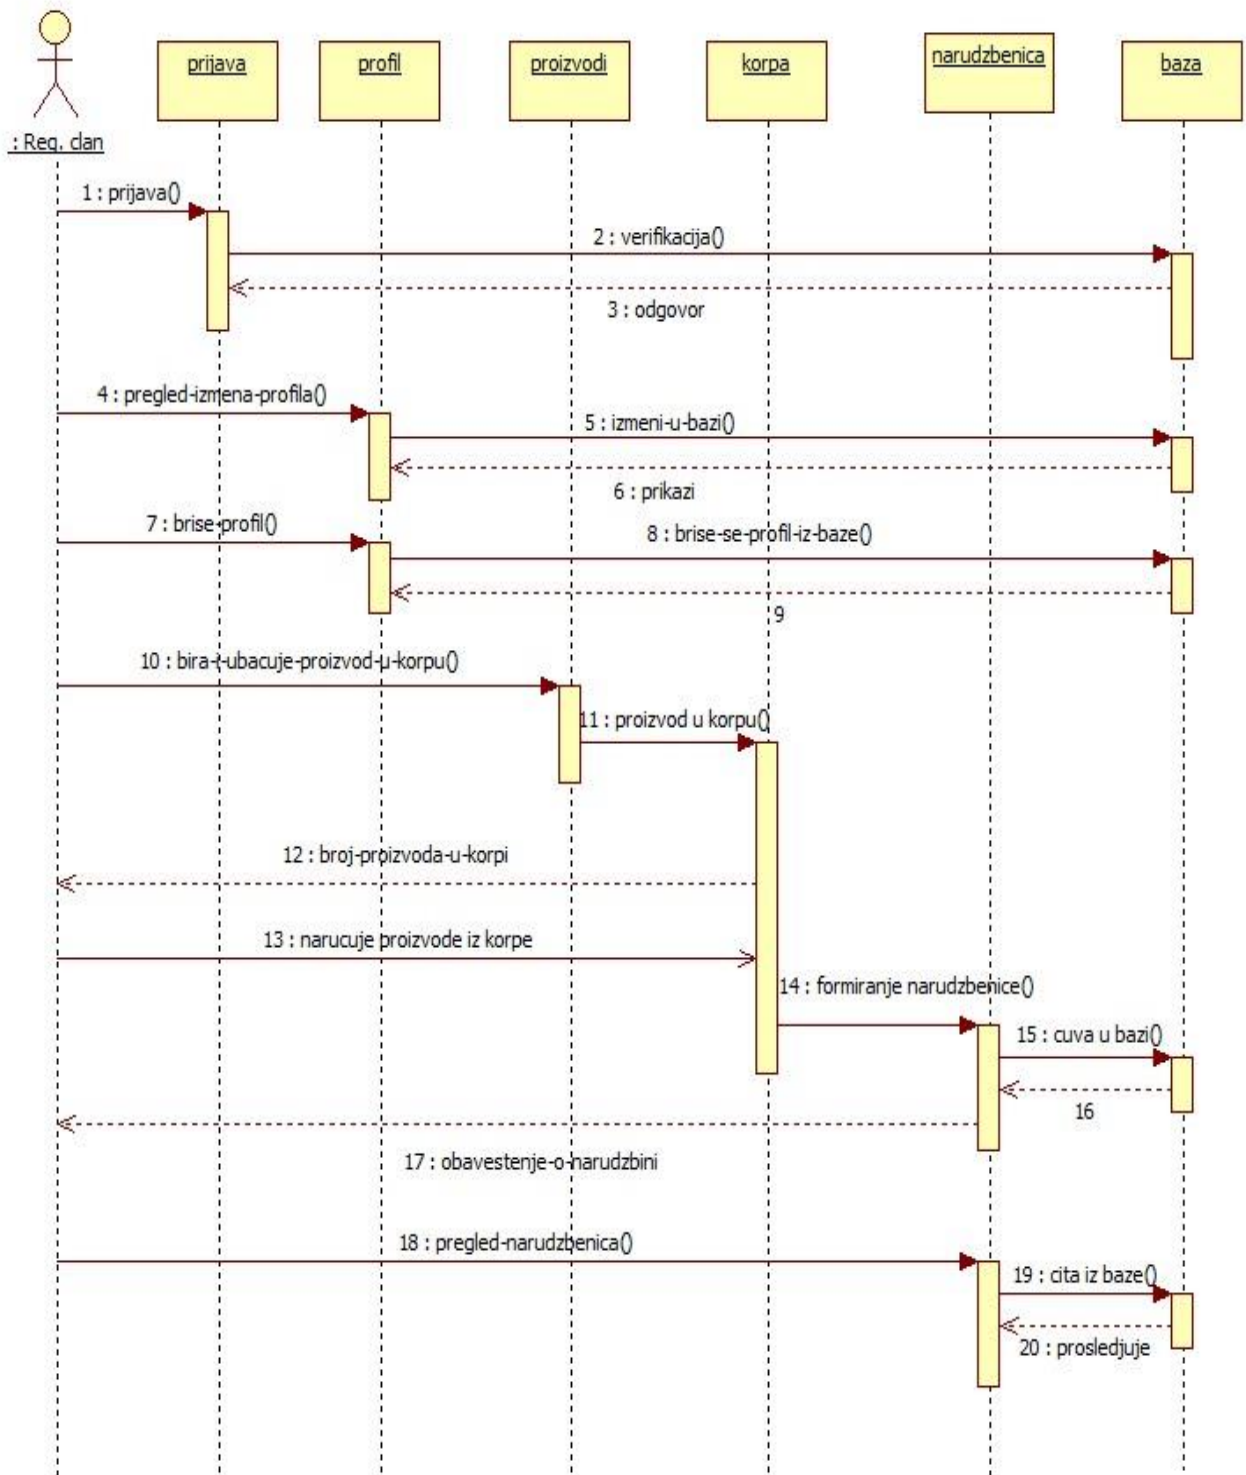 prijava
profil
proizvodi
korpa
narudzbenica
baza
: Reg. clan
1 : prijava()
2 : verifikacija()
3 : odgovor
4 : pregled-izmena-profila()
5 : izmeni-u-bazi()
6 : prikazi
7 : brise-profil()
8 : brise-se-profil-iz-baze()
9
10 : bira-i-ubacuje-proizvod-u-korpu()
11 : proizvod u korpu()
12 : broj-proizvoda-u-korpi
13 : narucuje proizvode iz korpe
14 : formiranje narudzbenice()
15 : cuva u bazi()
16
17 : obavestenje-o-narudzbini
18 : pregled-narudzbenica()
19 : cita iz baze()
20 : prosledjuje